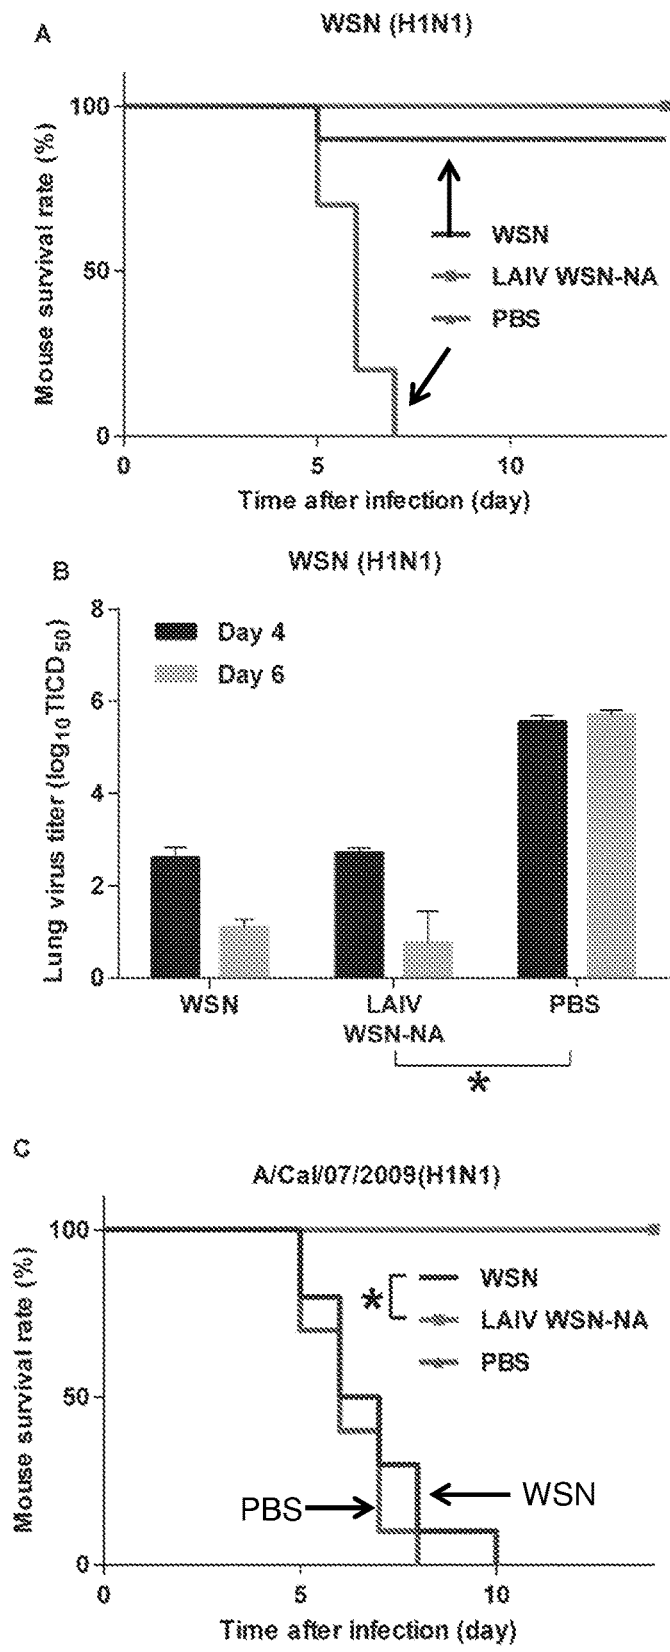 A
WSN (H1N1)
Mouse survival rate (%)
100
50
0
WSN
LAIV WSN-NA
PBS
0 5 10
Time after infection (day)
B
WSN (H1N1)
Lung virus titer (log10TICD50)
8
6
4
2
0
Day 4
Day 6
WSN
LAIV
WSN-NA
PBS
*
C
A/Cal/07/2009(H1N1)
Mouse survival rate (%)
100
50
0
WSN
* LAIV WSN-NA
PBS
PBS
WSN
0 5 10
Time after infection (day)